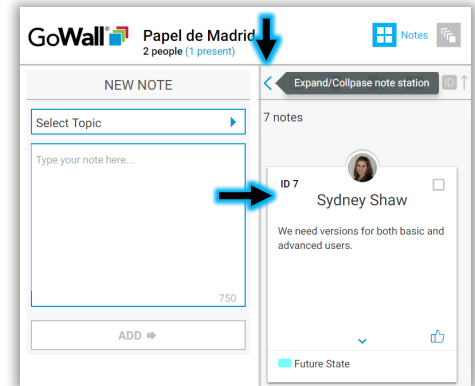 GoWall
Papel de Madrid
2 people (1 present)
Notes
NEW NOTE
Expand/Collpase note station
ID
Select Topic
7 notes
Type your note here...
750
ADD
ID 7
Sydney Shaw
We need versions for both basic and
advanced users.
Future State